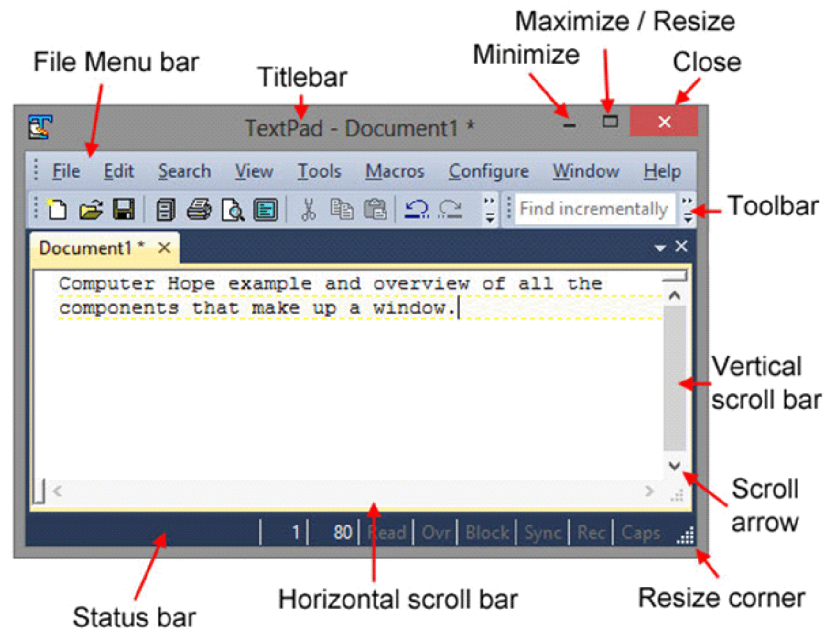 Maximize / Resize
Minimize
Close
File Menu bar
Titlebar
TextPad - Document1 *
File Edit Search View Tools Macros Configure Window Help
Find incrementally
Toolbar
Document1 *
Computer Hope example and overview of all the
components that make up a window.
Vertical
scroll bar
Scroll
arrow
1 80 Read Ovr Block Sync Rec Caps
Status bar
Horizontal scroll bar
Resize corner